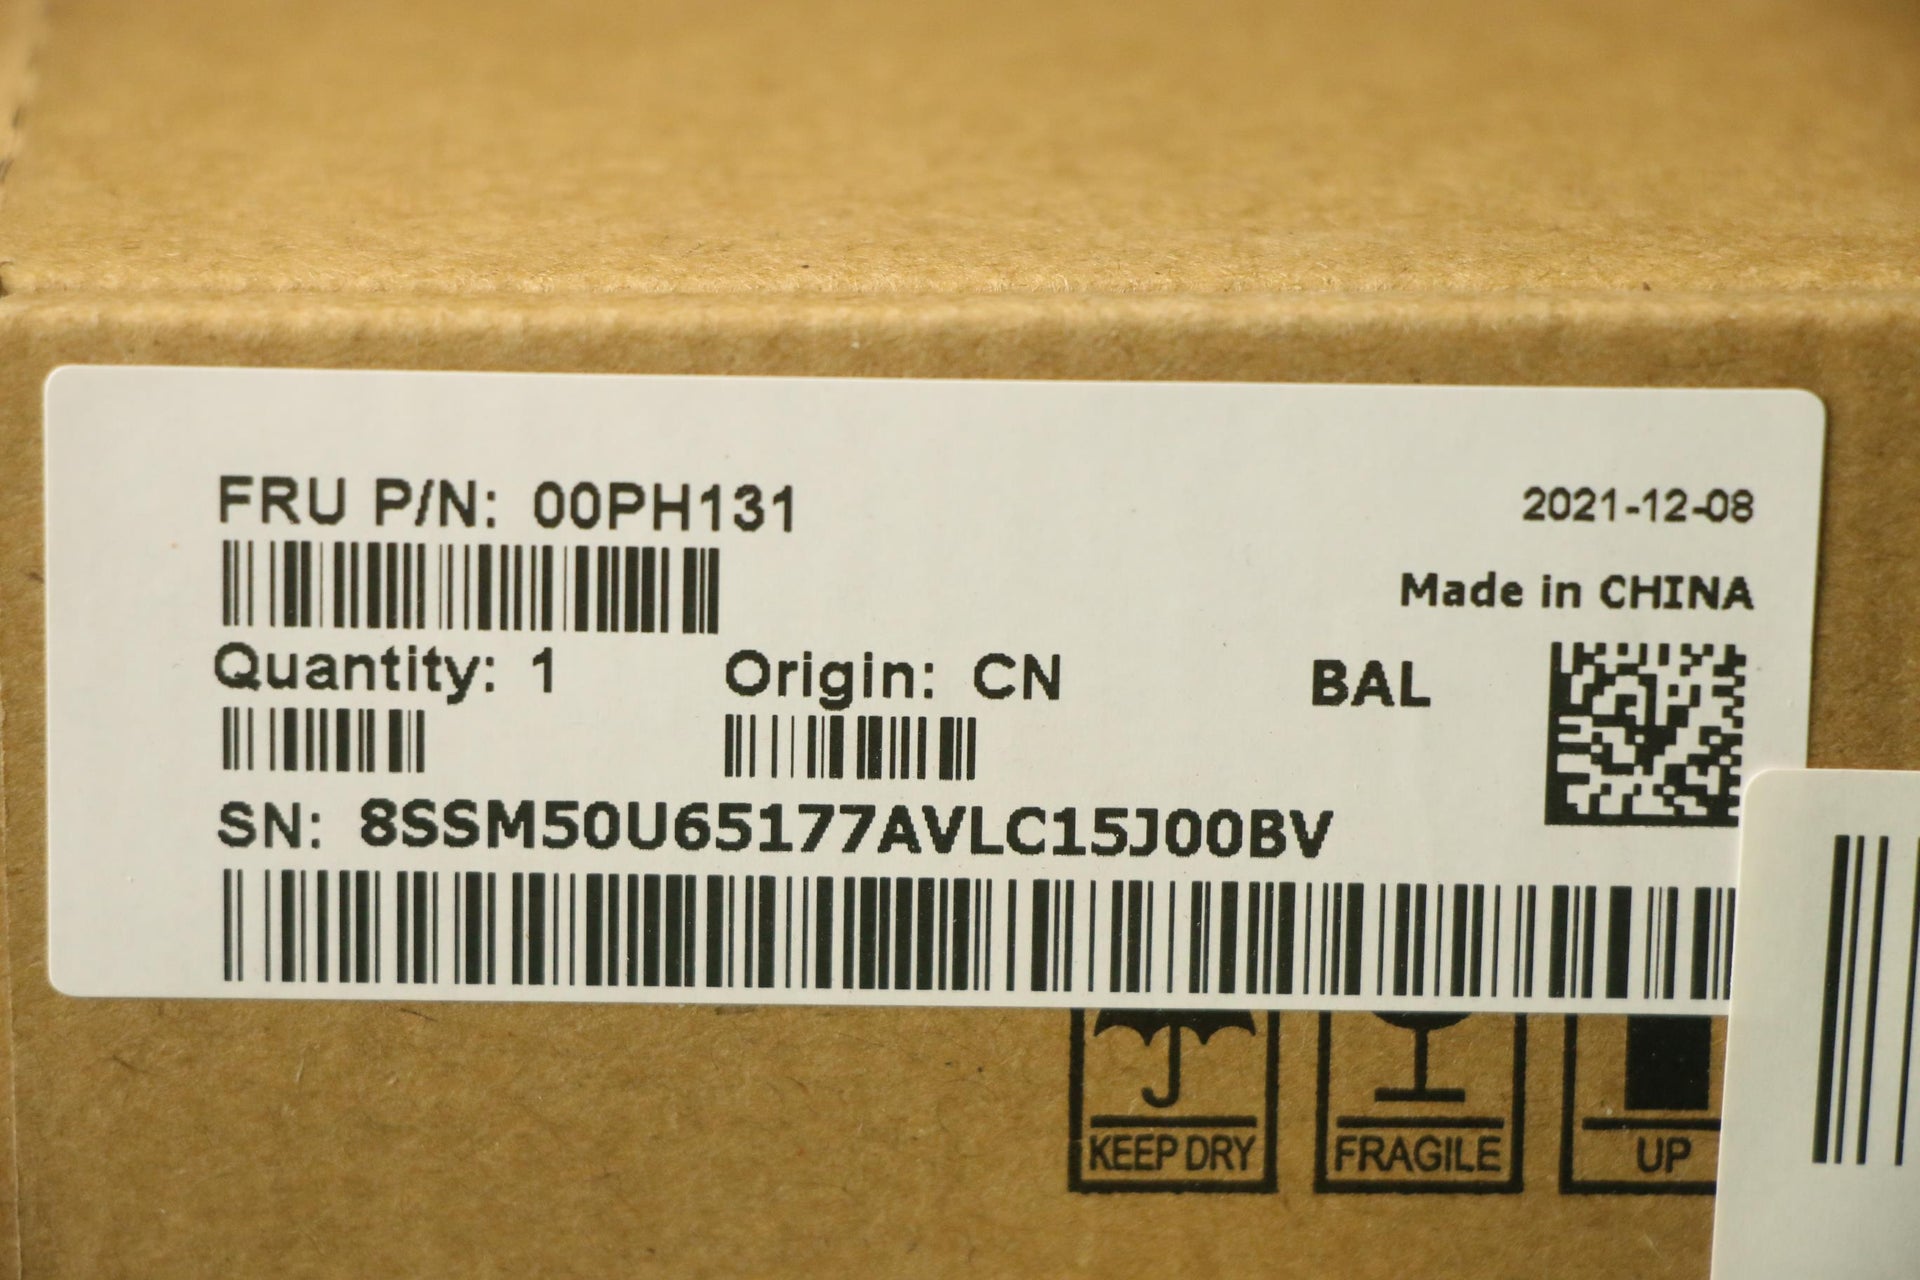 FRU P/N: 00PH131
2021-12-08
Made in CHINA
Quantity: 1
Origin: CN
BAL
SN: 8SSM50U65177AVLC15J00BV
KEEP DRY
FRAGILE
UP